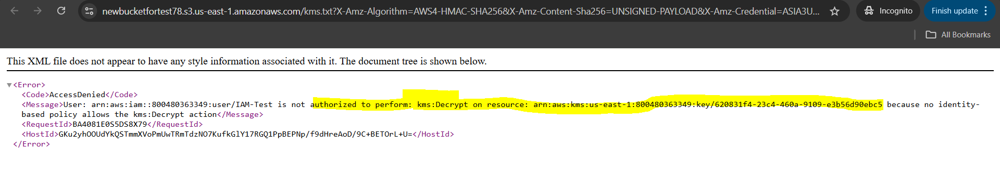 newbucketfortest78.s3.us-east-1.amazonaws.com/kms.txt?X-Amz-Algorithm=AWS4-HMAC-SHA256&X-Amz-Content-Sha256=UNSIGNED-PAYLOAD&X-Amz-Credential=ASIA3U...
Incognito
Finish update
All Bookmarks
This XML file does not appear to have any style information associated with it. The document tree is shown below.
<Error>
<Code>AccessDenied</Code>
<Message>User: arn:aws:iam::800480363349:user/IAM-Test is not authorized to perform: kms:Decrypt on resource: arn:aws:kms:us-east-1:800480363349:key/620831f4-23c4-460a-9109-e3b56d90ebc5 because no identity-
based policy allows the kms:Decrypt action</Message>
<RequestId>BA4081E0S5DS8X79</RequestId>
<HostId>GKu2yhOOUdYkQSTmmXVoPmUwTRmTdzNO7KufkGlY17RGQ1PpBEPNp/f9dHreAoD/9C+BETOrL+U=</HostId>
</Error>